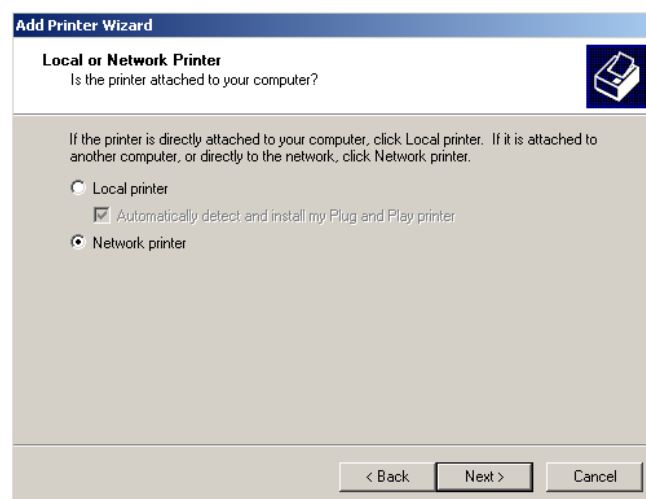 Add Printer Wizard
Local or Network Printer
Is the printer attached to your computer?
If the printer is directly attached to your computer, click Local printer. If it is attached to
another computer, or directly to the network, click Network printer.
Local printer
Automatically detect and install my Plug and Play printer
Network printer
< Back Next > Cancel